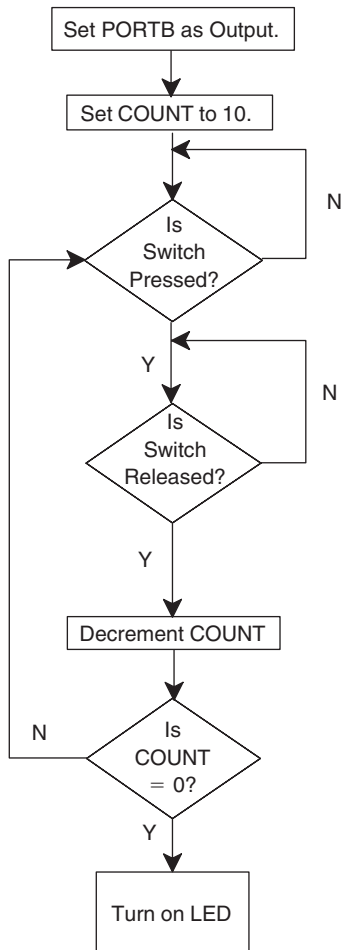 Set PORTB as Output.
Set COUNT to 10.
N
Is
Switch
Pressed?
Y
N
Is
Switch
Released?
Y
Decrement COUNT
N
Is
COUNT
= 0?
Y
Turn on LED